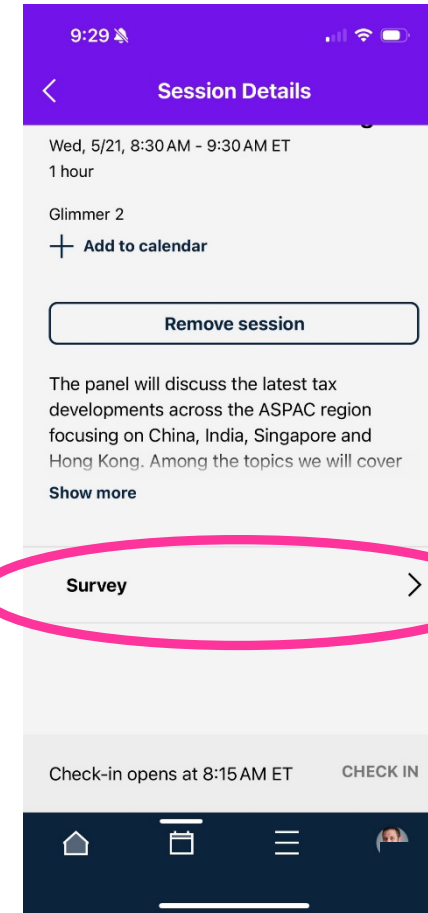 9:29
Session Details
Wed, 5/21, 8:30 AM - 9:30 AM ET
1 hour
Glimmer 2
Add to calendar
Remove session
The panel will discuss the latest tax
developments across the ASPAC region
focusing on China, India, Singapore and
Hong Kong. Among the topics we will cover
Show more
Survey
Check-in opens at 8:15 AM ET
CHECK IN